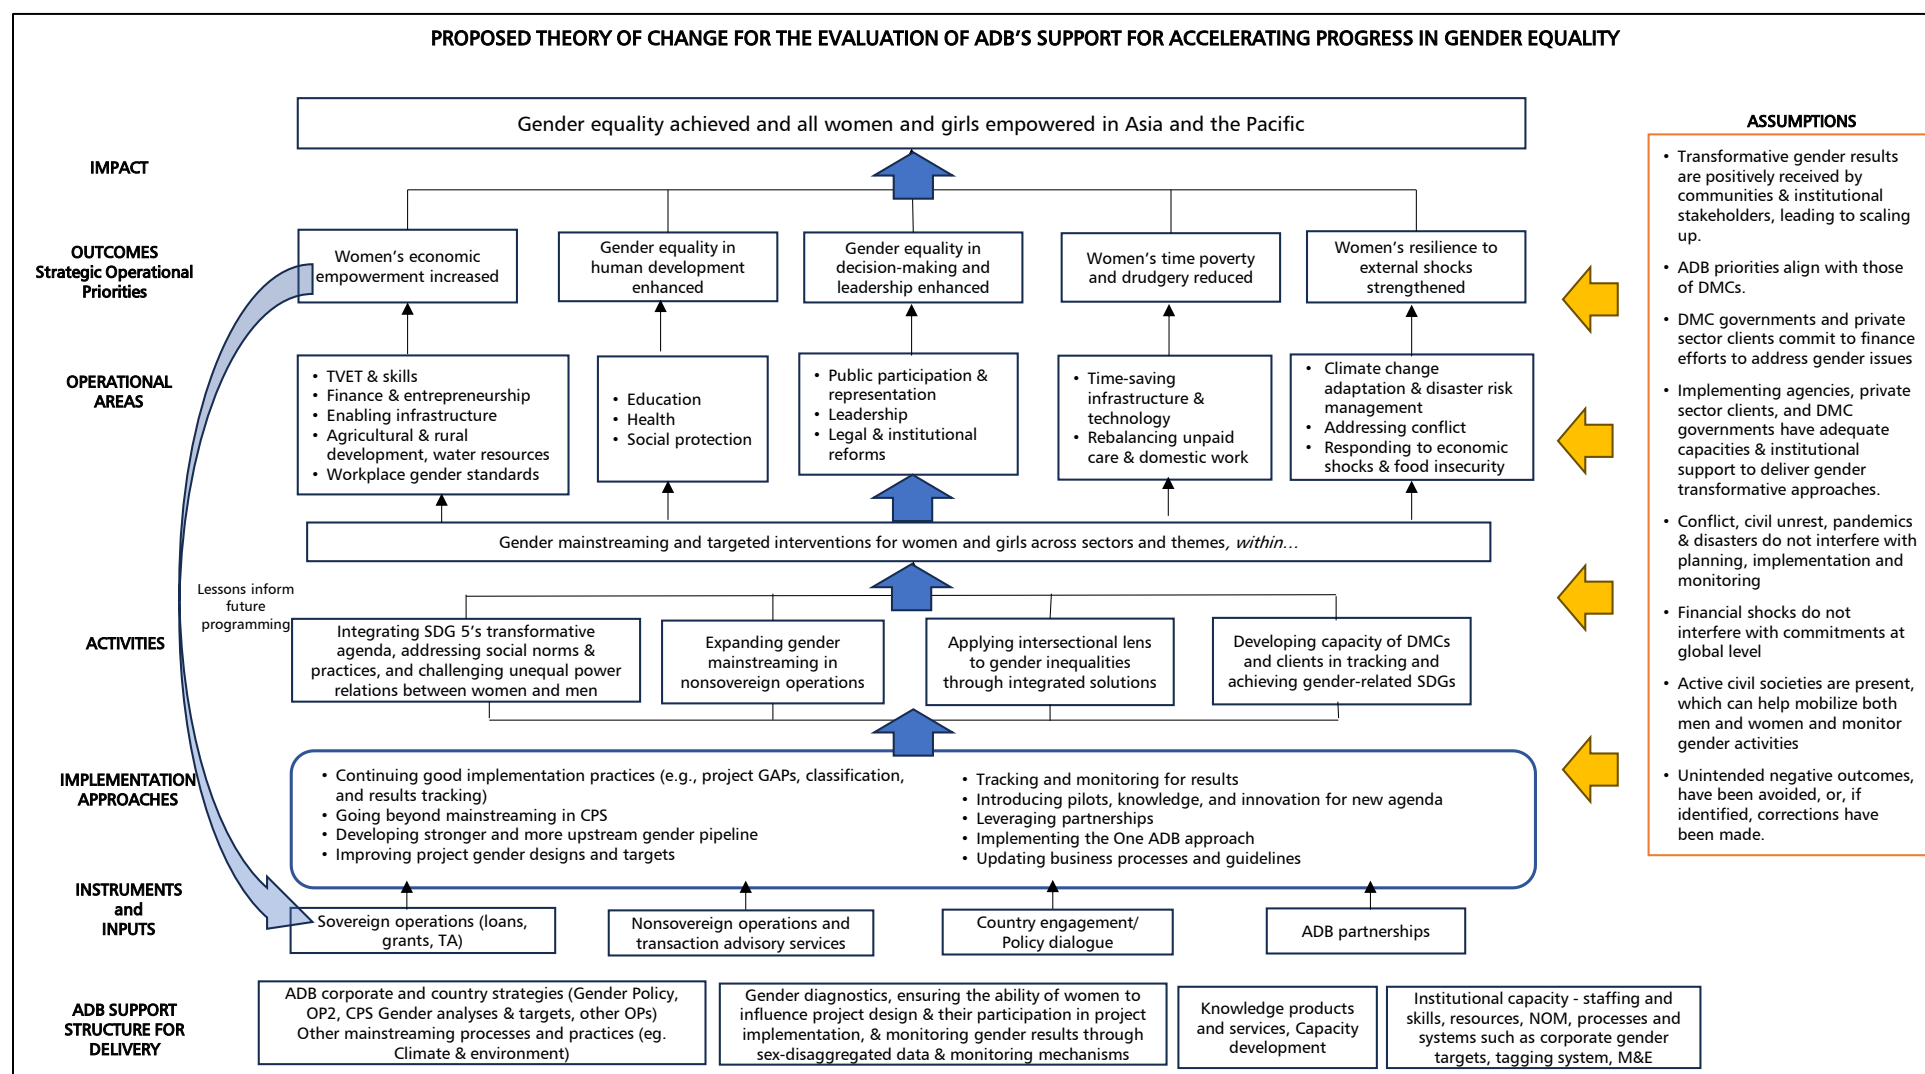 PROPOSED THEORY OF CHANGE FOR THE EVALUATION OF ADB'S SUPPORT FOR ACCELERATING PROGRESS IN GENDER EQUALITY
IMPACT
Gender equality achieved and all women and girls empowered in Asia and the Pacific
OUTCOMES
Strategic Operational
Priorities
Women's economic
empowerment increased
Gender equality in
human development
enhanced
Gender equality in
decision-making and
leadership enhanced
Women's time poverty
and drudgery reduced
Women's resilience to
external shocks
strengthened
OPERATIONAL
AREAS
• TVET & skills
• Finance & entrepreneurship
• Enabling infrastructure
• Agricultural & rural
development, water resources
• Workplace gender standards
• Education
• Health
• Social protection
• Public participation &
representation
• Leadership
• Legal & institutional
reforms
• Time-saving
infrastructure &
technology
• Rebalancing unpaid
care & domestic work
• Climate change
adaptation & disaster risk
management
• Addressing conflict
• Responding to economic
shocks & food insecurity
Gender mainstreaming and targeted interventions for women and girls across sectors and themes, within…
Lessons inform
future
programming
ACTIVITIES
Integrating SDG 5's transformative
agenda, addressing social norms &
practices, and challenging unequal power
relations between women and men
Expanding gender
mainstreaming in
nonsovereign operations
Applying intersectional lens
to gender inequalities
through integrated solutions
Developing capacity of DMCs
and clients in tracking and
achieving gender-related SDGs
IMPLEMENTATION
APPROACHES
• Continuing good implementation practices (e.g., project GAPs, classification,
and results tracking)
• Going beyond mainstreaming in CPS
• Developing stronger and more upstream gender pipeline
• Improving project gender designs and targets
• Tracking and monitoring for results
• Introducing pilots, knowledge, and innovation for new agenda
• Leveraging partnerships
• Implementing the One ADB approach
• Updating business processes and guidelines
INSTRUMENTS
and
INPUTS
Sovereign operations (loans,
grants, TA)
Nonsovereign operations and
transaction advisory services
Country engagement/
Policy dialogue
ADB partnerships
ADB SUPPORT
STRUCTURE FOR
DELIVERY
ADB corporate and country strategies (Gender Policy,
OP2, CPS Gender analyses & targets, other OPs)
Other mainstreaming processes and practices (eg.
Climate & environment)
Gender diagnostics, ensuring the ability of women to
influence project design & their participation in project
implementation, & monitoring gender results through
sex-disaggregated data & monitoring mechanisms
Knowledge products
and services, Capacity
development
Institutional capacity - staffing and
skills, resources, NOM, processes and
systems such as corporate gender
targets, tagging system, M&E
ASSUMPTIONS
• Transformative gender results
are positively received by
communities & institutional
stakeholders, leading to scaling
up.
• ADB priorities align with those
of DMCs.
• DMC governments and private
sector clients commit to finance
efforts to address gender issues
• Implementing agencies, private
sector clients, and DMC
governments have adequate
capacities & institutional
support to deliver gender
transformative approaches.
• Conflict, civil unrest, pandemics
& disasters do not interfere with
planning, implementation and
monitoring
• Financial shocks do not
interfere with commitments at
global level
• Active civil societies are present,
which can help mobilize both
men and women and monitor
gender activities
• Unintended negative outcomes,
have been avoided, or, if
identified, corrections have
been made.